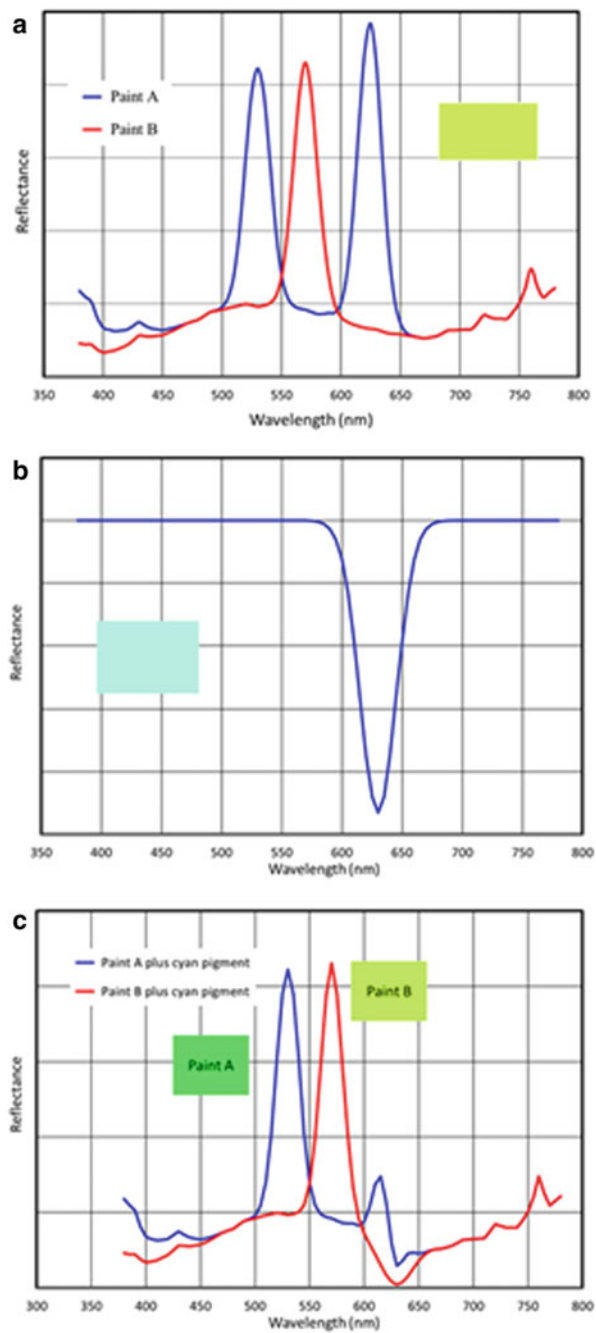 a
Paint A
Paint B
Reflectance
350 400 450 500 550 600 650 700 750 800
Wavelength (nm)
b
Reflectance
350 400 450 500 550 600 650 700 750 800
Wavelength (nm)
c
Paint A plus cyan pigment
Paint B plus cyan pigment
Paint B
Paint A
Reflectance
300 350 400 450 500 550 600 650 700 750 800
Wavelength (nm)